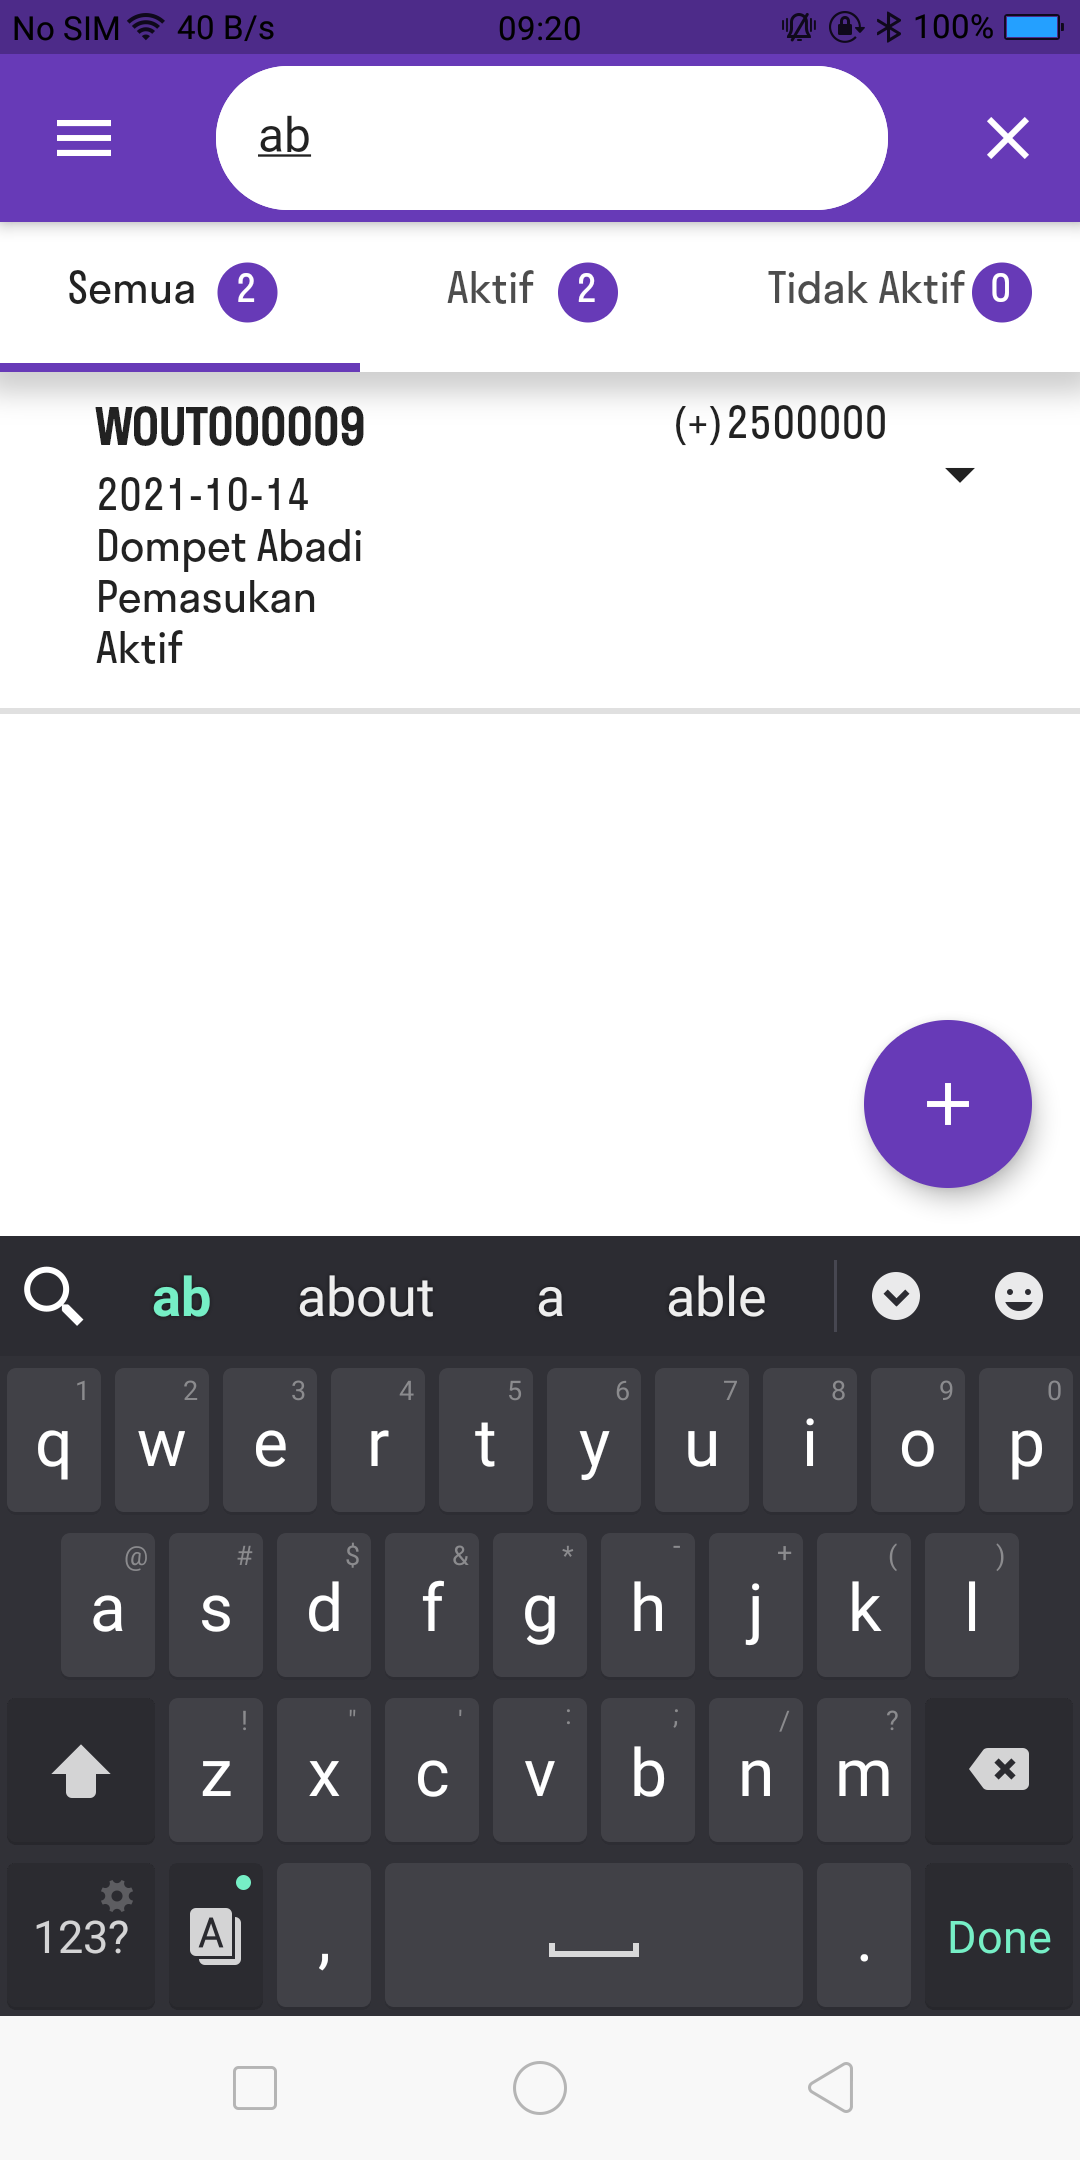 No SIM 40 B/s 09:20 100%
ab
Semua 2 Aktif 2 Tidak Aktif 0
WOUT000009 (+)2500000
2021-10-14
Dompet Abadi
Pemasukan
Aktif
ab about a able
1 2 3 4 5 6 7 8 9 0
q w e r t y u i o p
@ # $ & * - + ( )
a s d f g h j k l
! " ' : ; / ?
z x c v b n m
123? A , . Done